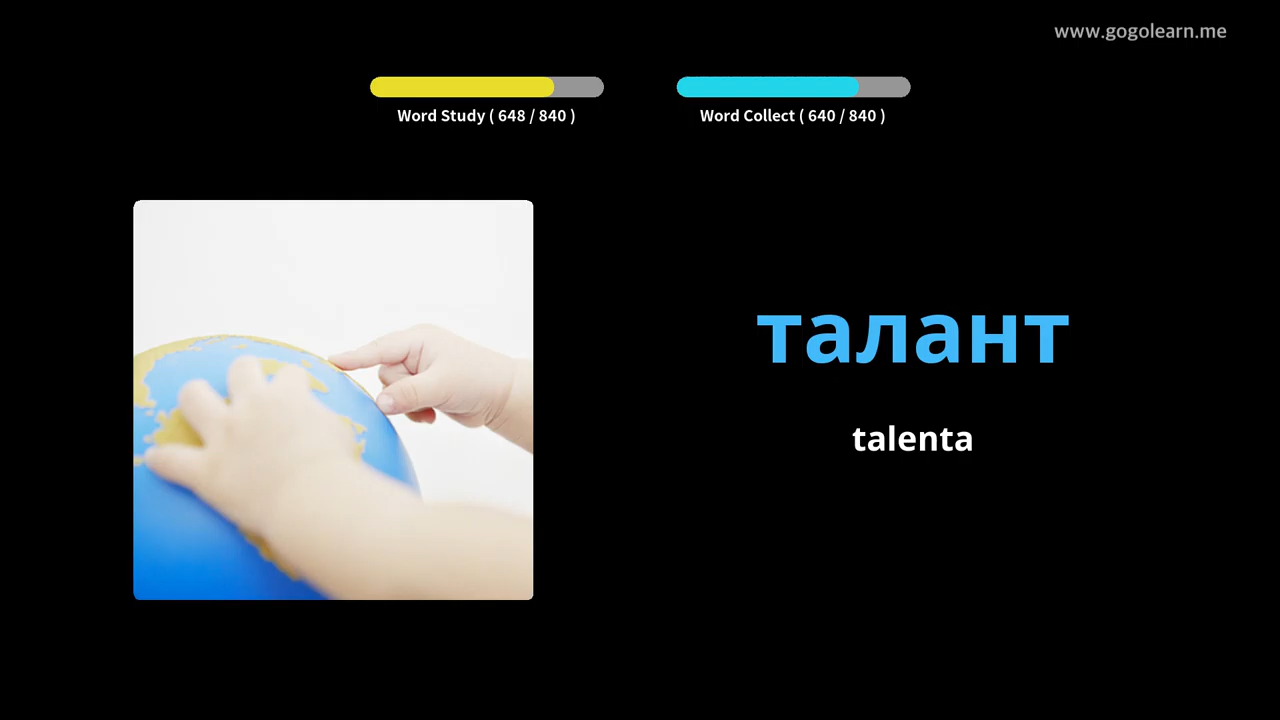 www.gogolearn.me
Word Study ( 648 / 840 )
Word Collect ( 640 / 840 )
талант
talenta